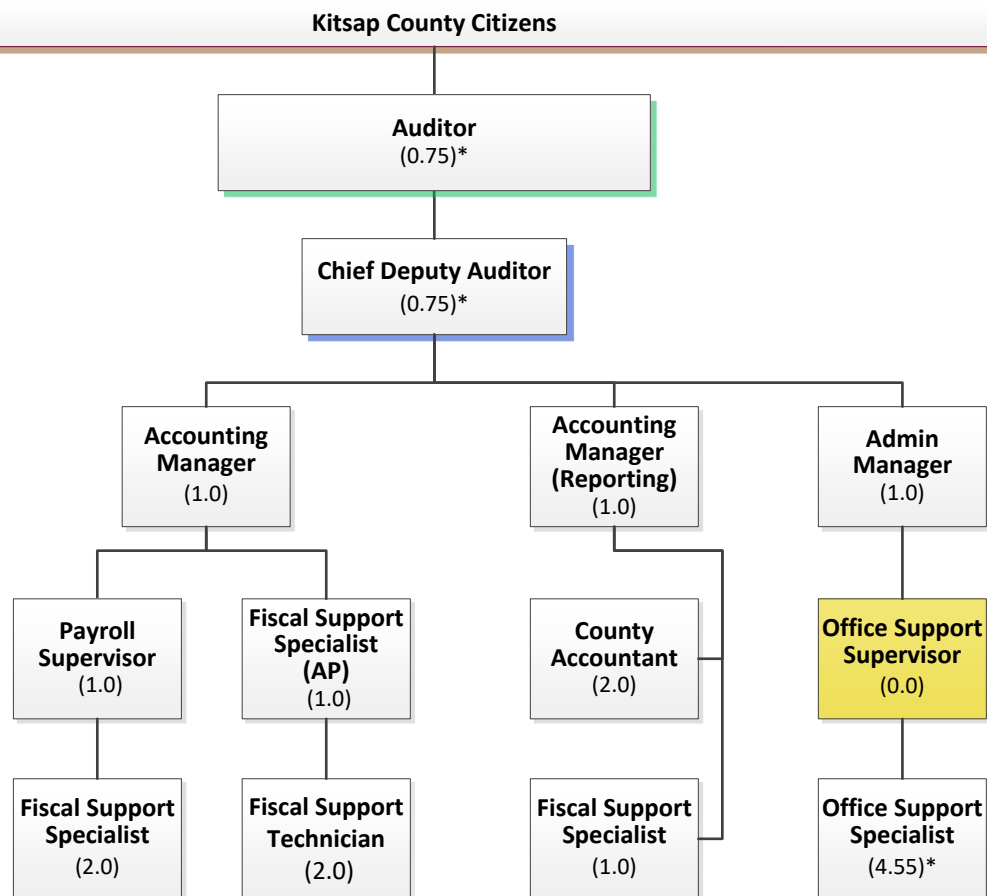 Kitsap County Citizens
Auditor
(0.75)*
Chief Deputy Auditor
(0.75)*
Accounting
Manager
(1.0)
Accounting
Manager
(Reporting)
(1.0)
Admin
Manager
(1.0)
Payroll
Supervisor
(1.0)
Fiscal Support
Specialist
(AP)
(1.0)
County
Accountant
(2.0)
Office Support
Supervisor
(0.0)
Fiscal Support
Specialist
(2.0)
Fiscal Support
Technician
(2.0)
Fiscal Support
Specialist
(1.0)
Office Support
Specialist
(4.55)*